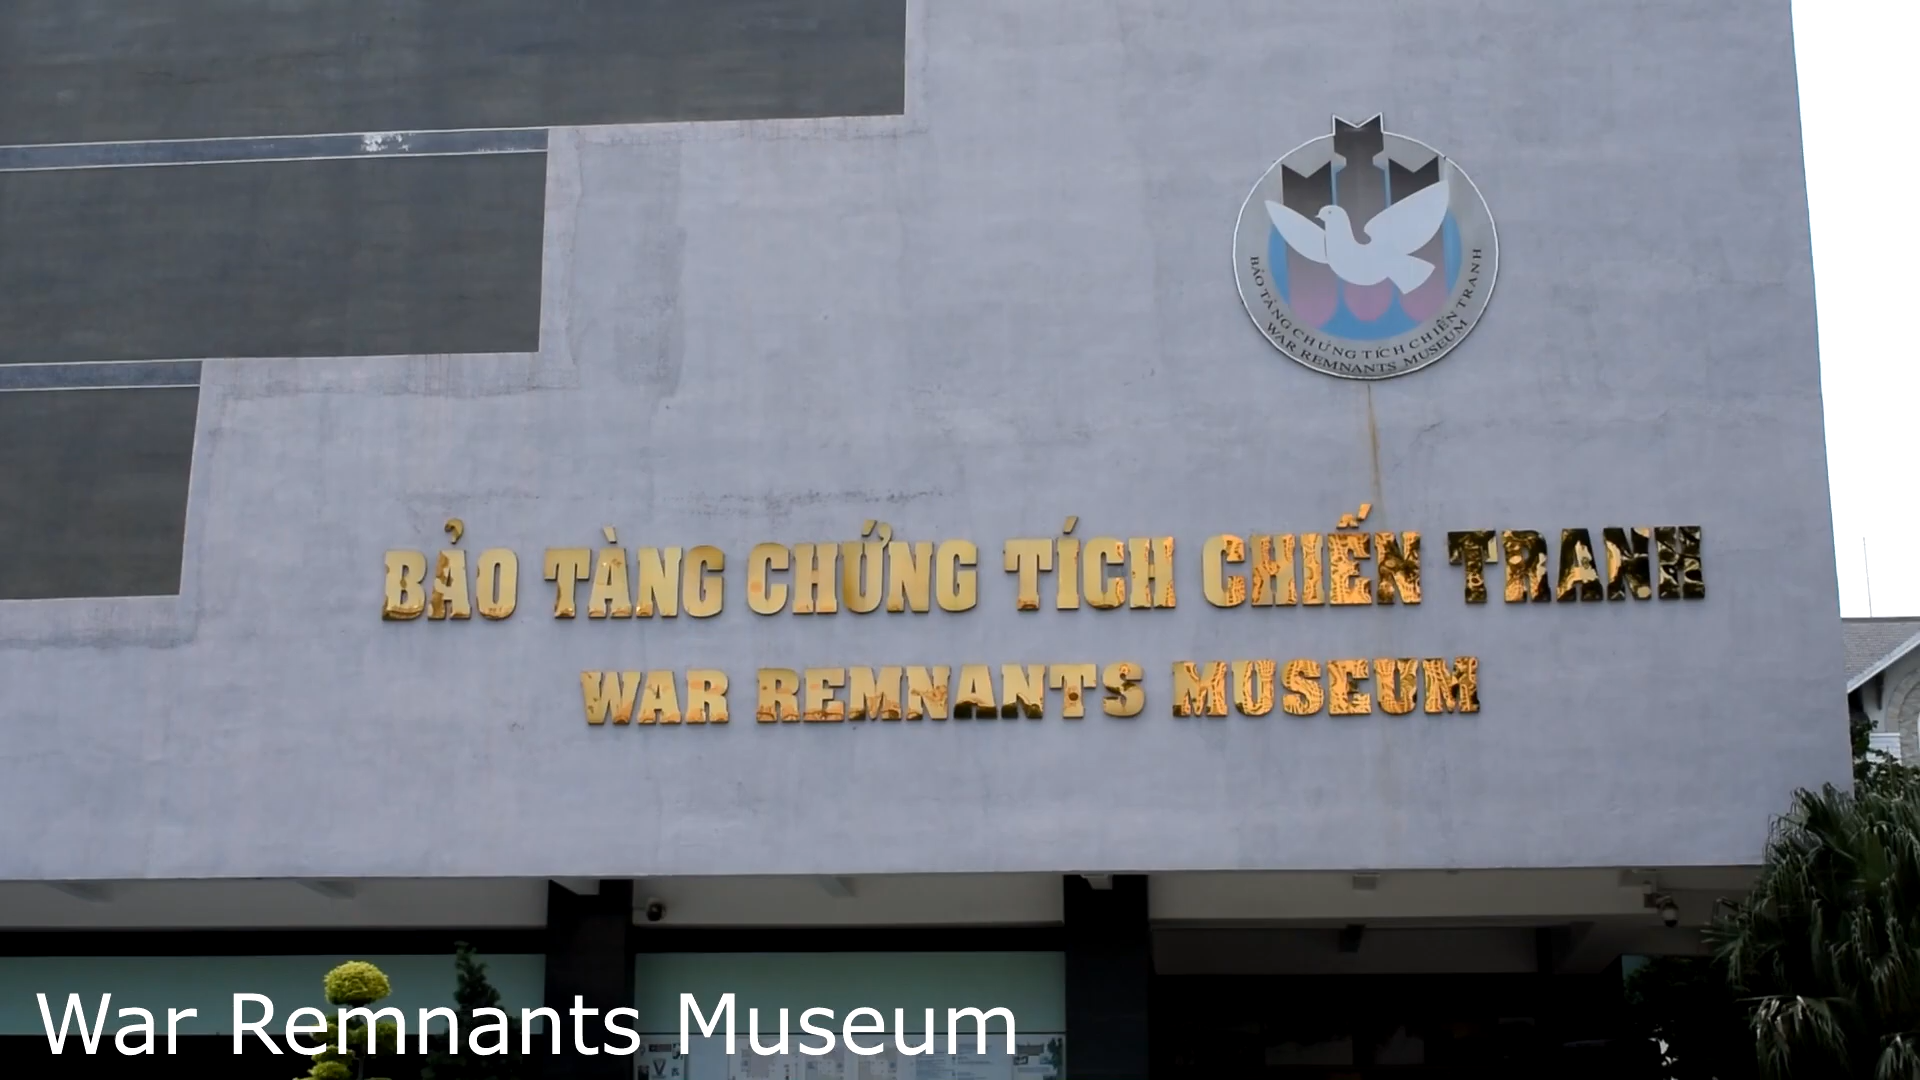 BẢO TÀNG CHỨNG TÍCH CHIẾN TRANH
WAR REMNANTS MUSEUM
BẢO TÀNG CHỨNG TÍCH CHIẾN TRANH
WAR REMNANTS MUSEUM
War Remnants Museum